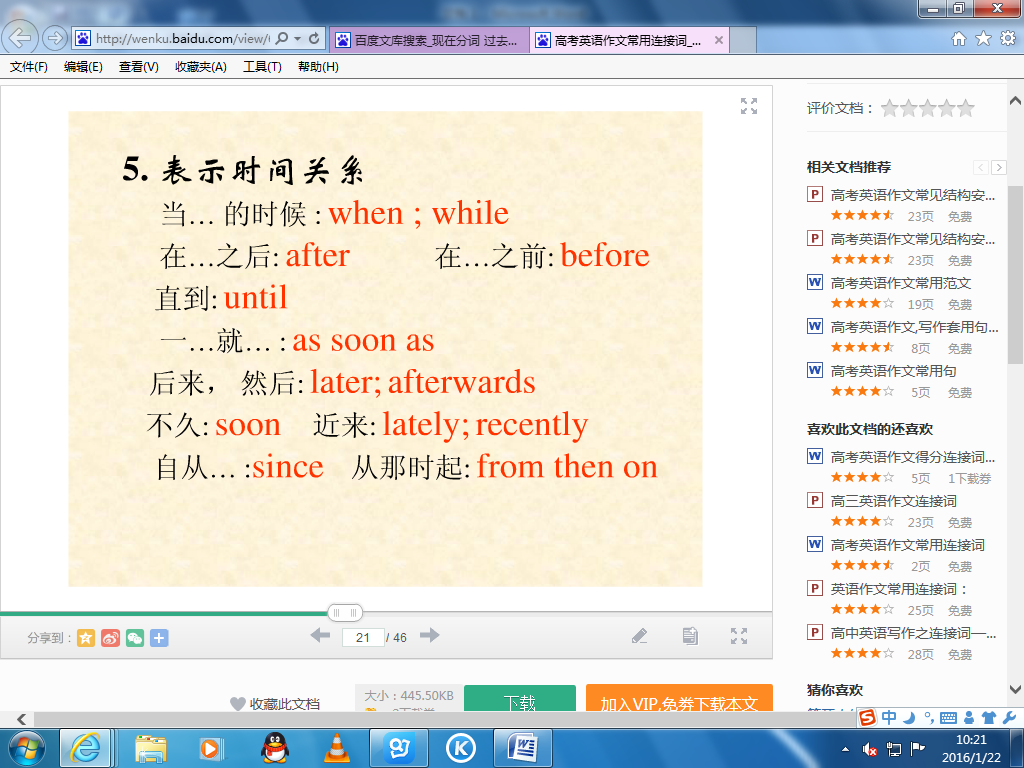 http://wenku.baidu.com/view/
百度文库搜索_现在分词 过去...
高考英语作文常用连接词_...
文件(F) 编辑(E) 查看(V) 收藏夹(A) 工具(T) 帮助(H)
5. 表示时间关系
当… 的时候 : when ; while
在…之后: after 在…之前: before
直到: until
一…就… : as soon as
后来， 然后: later; afterwards
不久: soon 近来: lately; recently
自从… :since 从那时起: from then on
分享到：
21 / 46
收藏此文档
大小：445.50KB
下载
加入VIP,免券下载本文
评价文档：
相关文档推荐
高考英语作文常见结构安...
23页 免费
高考英语作文常见结构安...
23页 免费
高考英语作文常用范文
19页 免费
高考英语作文,写作套用句...
8页 免费
高考英语作文常用句
5页 免费
喜欢此文档的还喜欢
高考英语作文得分连接词...
5页 1下载券
高三英语作文连接词
23页 免费
高考英语作文常用连接词
2页 免费
英语作文常用连接词：
25页 免费
高中英语写作之连接词—...
28页 免费
猜你喜欢
中
10:21
2016/1/22